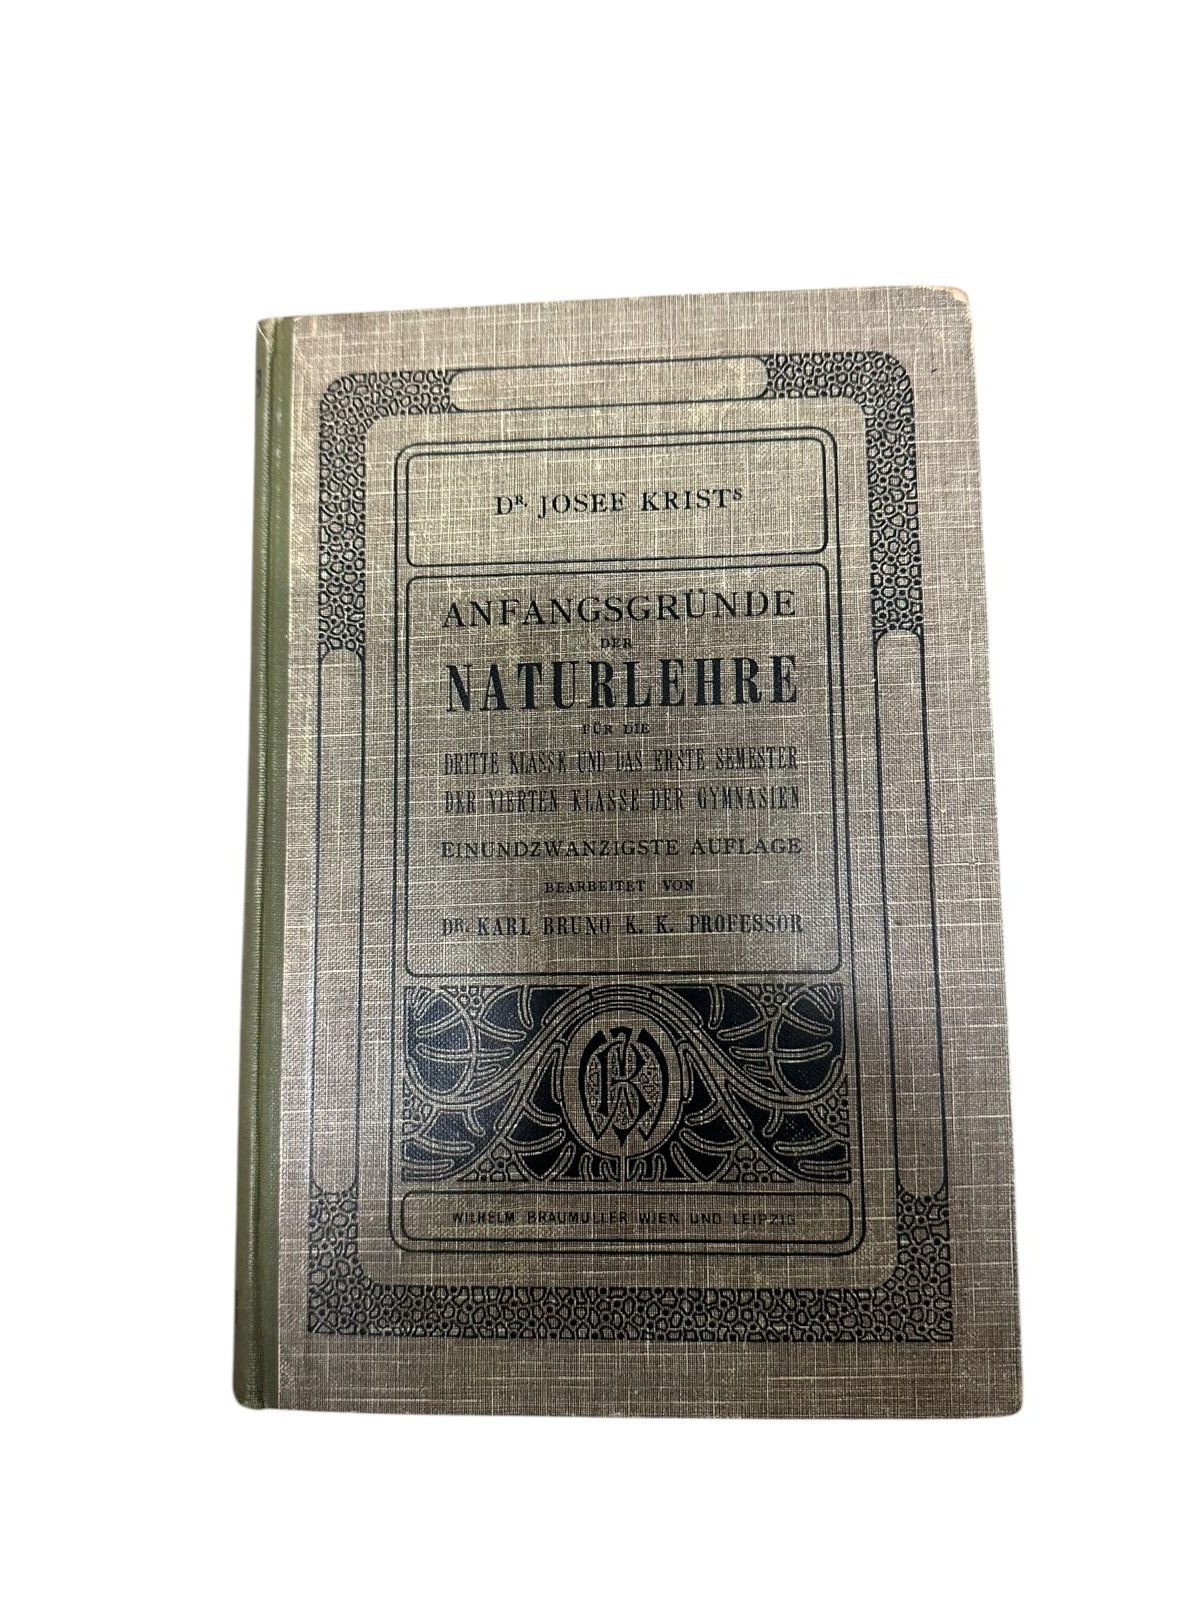 DR. JOSEF KRISTS
ANFANGSGRÜNDE
DER
NATURLEHRE
FÜR DIE
DRITTE KLASSE UND DAS ERSTE SEMESTER
DER VIERTEN KLASSE DER GYMNASIEN
EINUNDZWANZIGSTE AUFLAGE
BEARBEITET VON
DR. KARL BRUNO K. K. PROFESSOR
WILHELM BRAUMÜLLER WIEN UND LEIPZIG